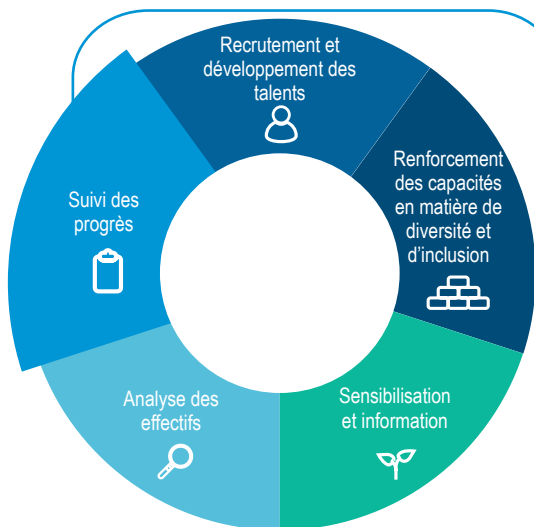 Recrutement et
développement des
talents
Renforcement
des capacités
en matière de
diversité et
d’inclusion
Sensibilisation
et information
Analyse des
effectifs
Suivi des
progrès